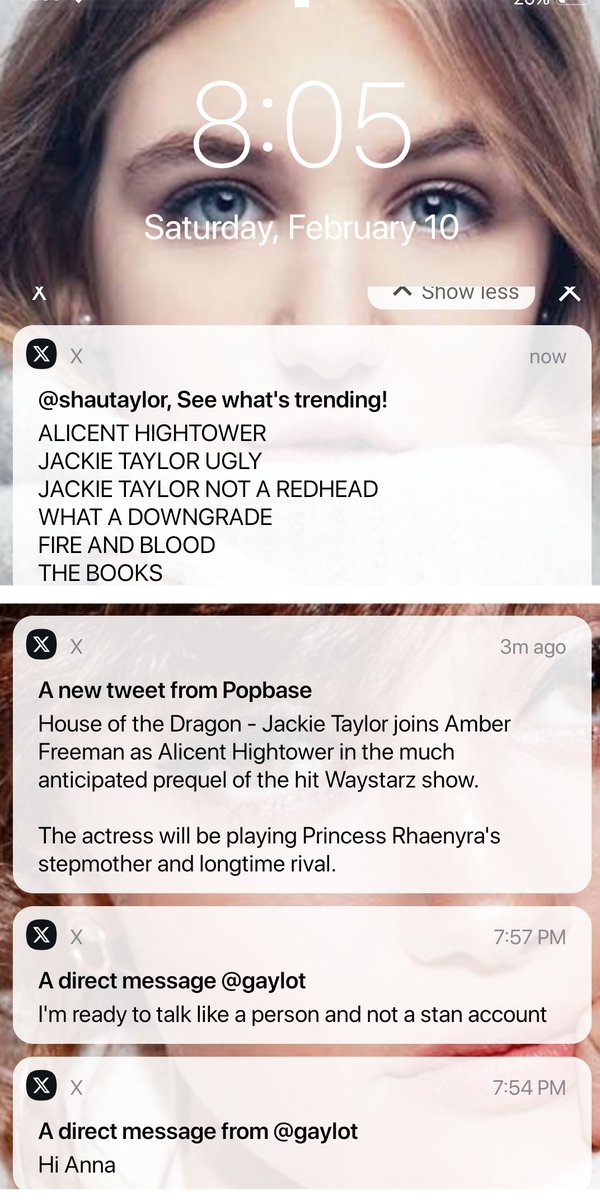 8:05
Saturday, February 10
X
Show less
X
now
@shautaylor, See what's trending!
ALICENT HIGHTOWER
JACKIE TAYLOR UGLY
JACKIE TAYLOR NOT A REDHEAD
WHAT A DOWNGRADE
FIRE AND BLOOD
THE BOOKS
X
3m ago
A new tweet from Popbase
House of the Dragon - Jackie Taylor joins Amber
Freeman as Alicent Hightower in the much
anticipated prequel of the hit Waystarz show.
The actress will be playing Princess Rhaenyra's
stepmother and longtime rival.
X
7:57 PM
A direct message @gaylot
I'm ready to talk like a person and not a stan account
X
7:54 PM
A direct message from @gaylot
Hi Anna